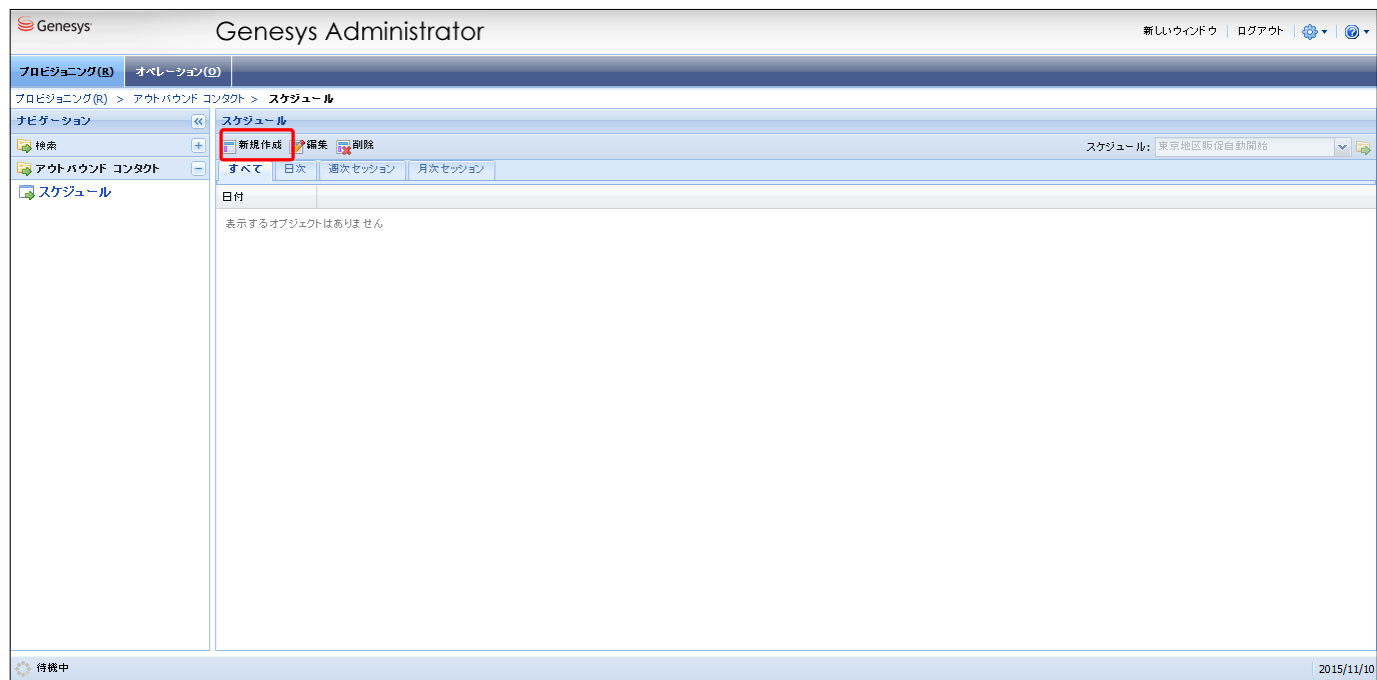 Genesys
Genesys Administrator
新しいウィンドウ ログアウト
プロビジョニング(R) オペレーション(O)
プロビジョニング(R) > アウトバウンド コンタクト > スケジュール
ナビゲーション
スケジュール
検索
新規作成 編集 削除
スケジュール: 東京地区販促自動開始
アウトバウンド コンタクト
すべて 日次 週次セッション 月次セッション
スケジュール
日付
表示するオブジェクトはありません
待機中
2015/11/10